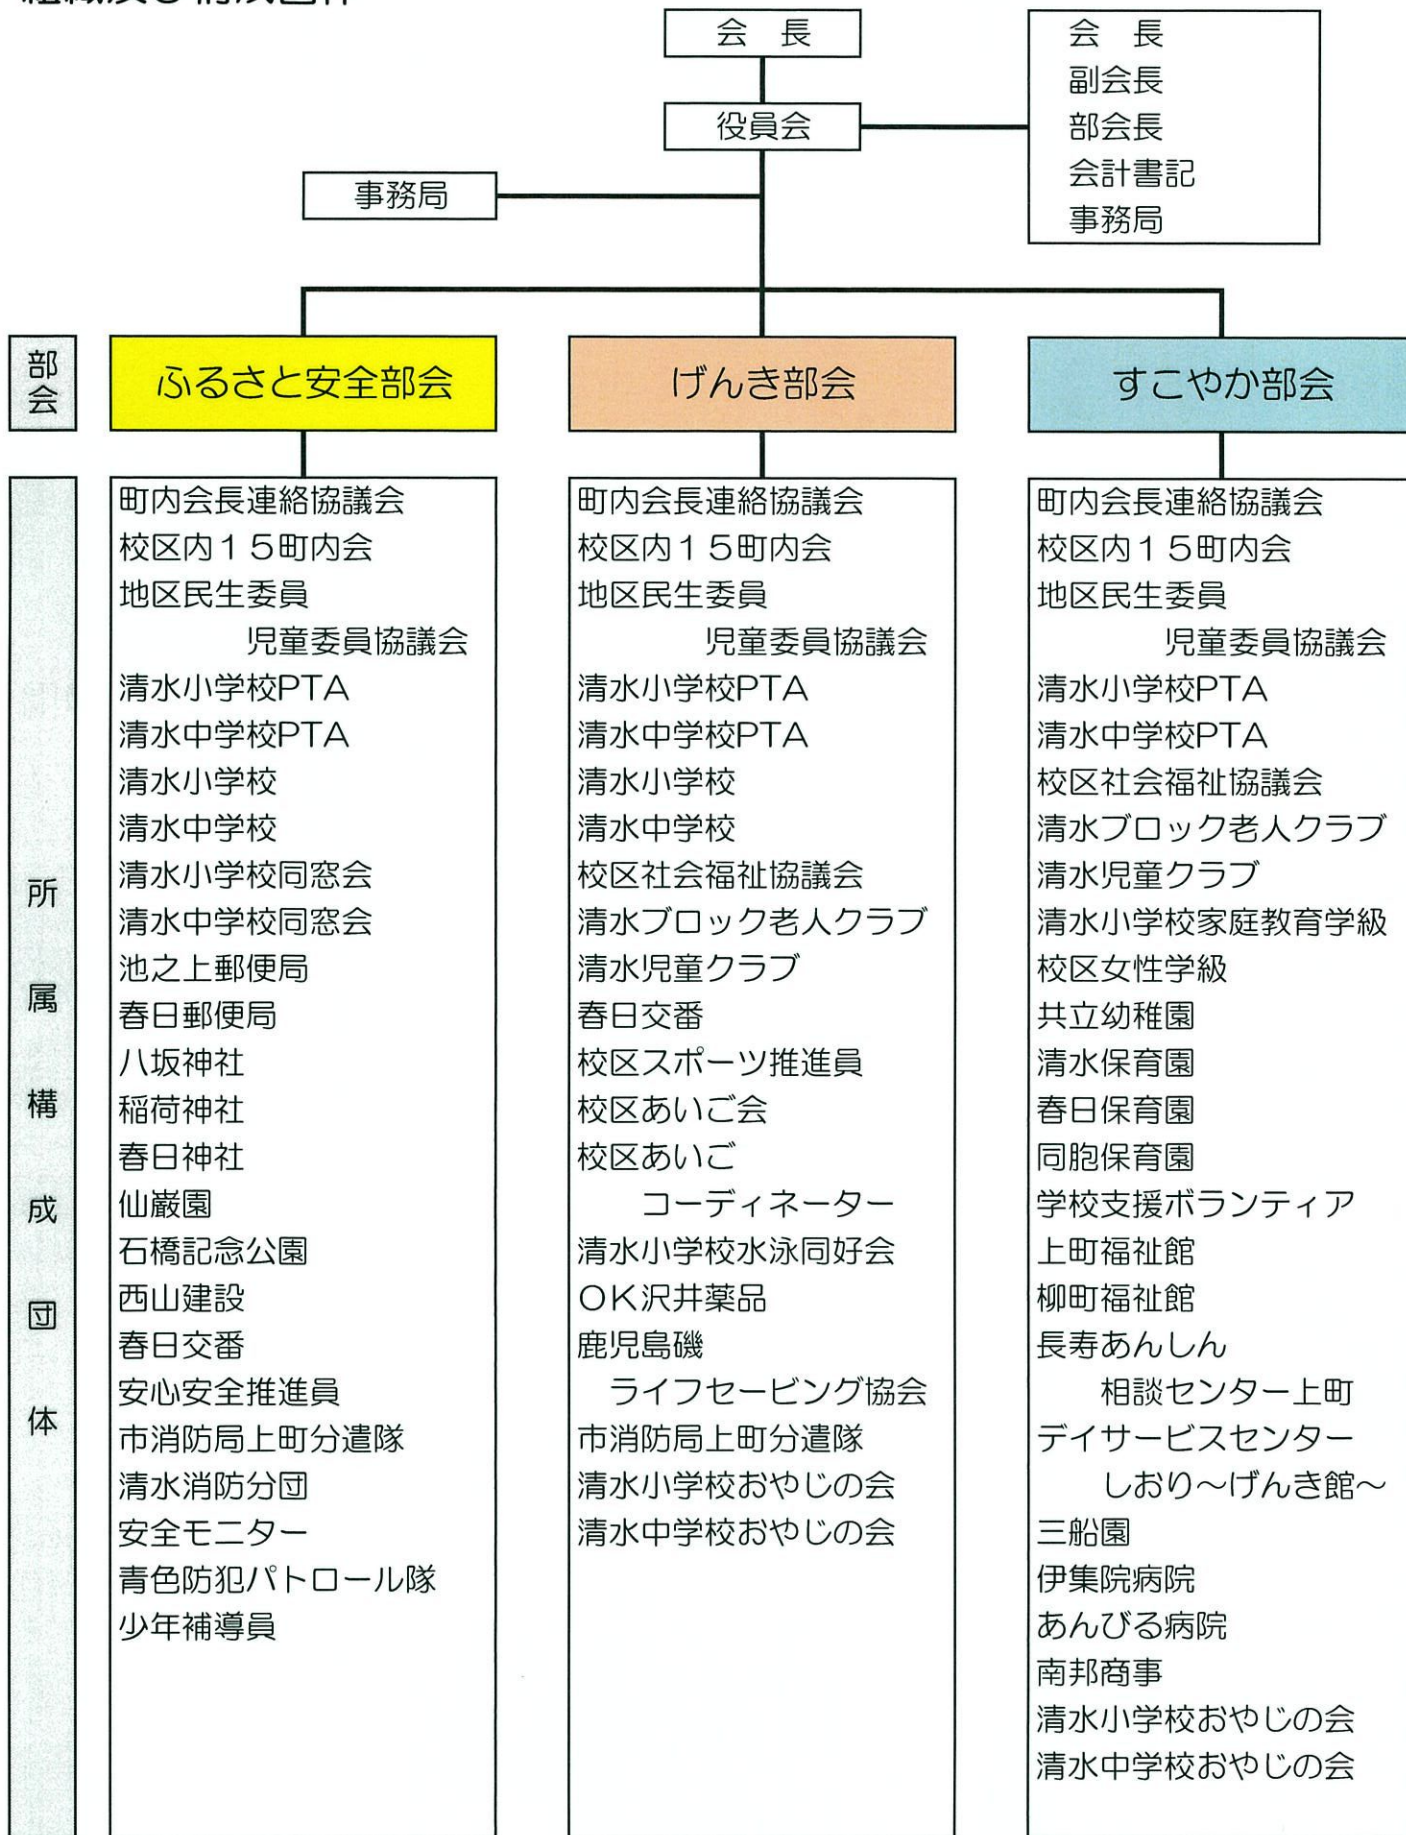 組織及び構成団体
会　長
役員会
会　長
副会長
部会長
会計書記
事務局
事務局
部会
ふるさと安全部会
げんき部会
すこやか部会
所属構成団体
町内会長連絡協議会
校区内１５町内会
地区民生委員
児童委員協議会
清水小学校PTA
清水中学校PTA
清水小学校
清水中学校
清水小学校同窓会
清水中学校同窓会
池之上郵便局
春日郵便局
八坂神社
稲荷神社
春日神社
仙巌園
石橋記念公園
西山建設
春日交番
安心安全推進員
市消防局上町分遣隊
清水消防分団
安全モニター
青色防犯パトロール隊
少年補導員
町内会長連絡協議会
校区内１５町内会
地区民生委員
児童委員協議会
清水小学校PTA
清水中学校PTA
清水小学校
清水中学校
校区社会福祉協議会
清水ブロック老人クラブ
清水児童クラブ
春日交番
校区スポーツ推進員
校区あいご会
校区あいご
コーディネーター
清水小学校水泳同好会
OK沢井薬品
鹿児島磯
ライフセービング協会
市消防局上町分遣隊
清水小学校おやじの会
清水中学校おやじの会
町内会長連絡協議会
校区内１５町内会
地区民生委員
児童委員協議会
清水小学校PTA
清水中学校PTA
校区社会福祉協議会
清水ブロック老人クラブ
清水児童クラブ
清水小学校家庭教育学級
校区女性学級
共立幼稚園
清水保育園
春日保育園
同胞保育園
学校支援ボランティア
上町福祉館
柳町福祉館
長寿あんしん
相談センター上町
デイサービスセンター
しおり～げんき館～
三船園
伊集院病院
あんびる病院
南邦商事
清水小学校おやじの会
清水中学校おやじの会